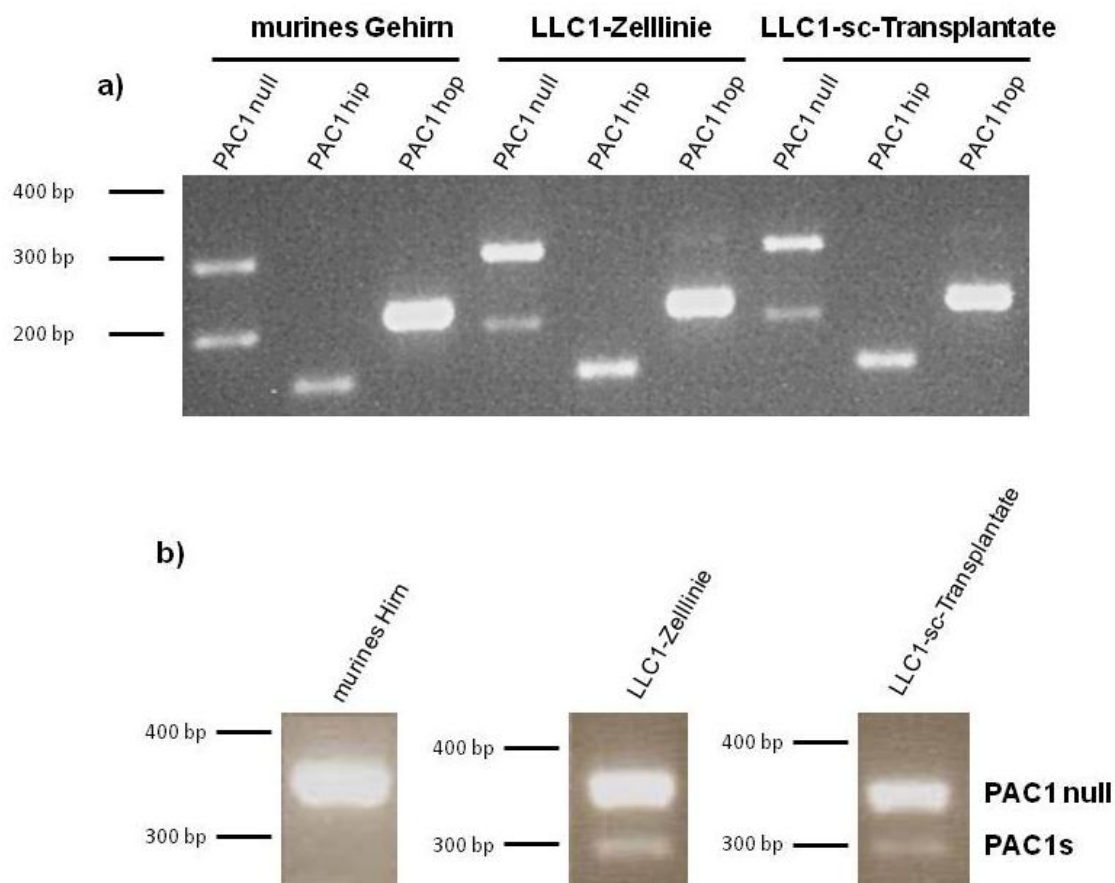 murines Gehirn LLC1-Zelllinie LLC1-sc-Transplantate
a)
PAC1 null PAC1 hip PAC1 hop PAC1 null PAC1 hip PAC1 hop PAC1 null PAC1 hip PAC1 hop
400 bp
300 bp
200 bp
b)
murines Hirn LLC1-Zelllinie LLC1-sc-Transplantate
400 bp 400 bp 400 bp
PAC1 null
300 bp 300 bp 300 bp PAC1s